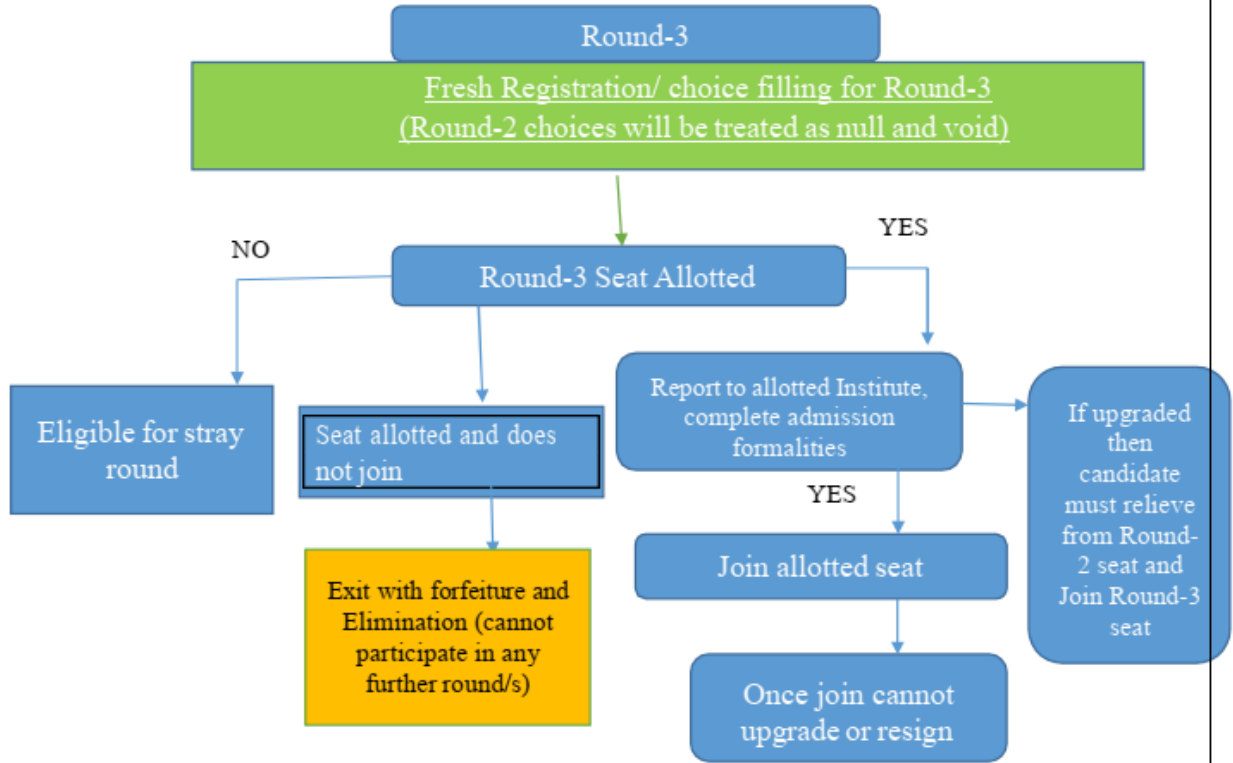 Round-3
Fresh Registration/ choice filling for Round-3
(Round-2 choices will be treated as null and void)
NO
YES
Round-3 Seat Allotted
Eligible for stray
round
Seat allotted and does
not join
Report to allotted Institute,
complete admission
formalities
If upgraded
then
candidate
must relieve
from Round-
2 seat and
Join Round-3
seat
YES
Join allotted seat
Exit with forfeiture and
Elimination (cannot
participate in any
further round/s)
Once join cannot
upgrade or resign